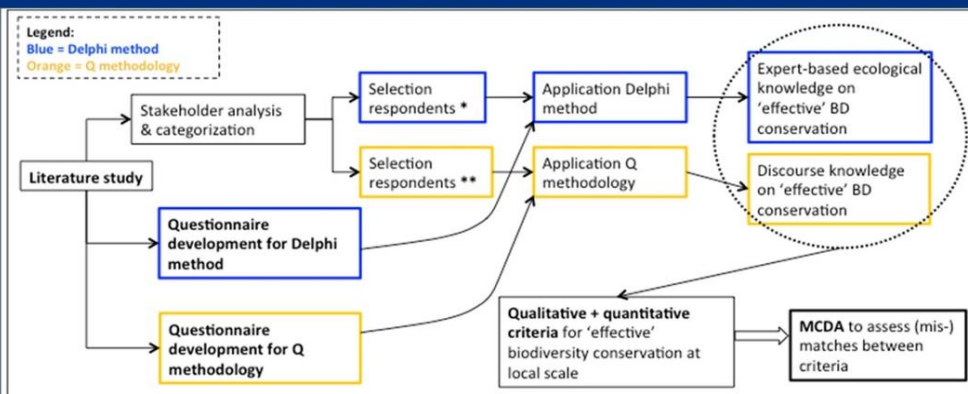 Legend:
Blue = Delphi method
Orange = Q methodology
Stakeholder analysis
& categorization
Selection
respondents *
Application Delphi
method
Expert-based ecological
knowledge on
‘effective’ BD
conservation
Literature study
Selection
respondents **
Application Q
methodology
Discourse knowledge
on ‘effective’ BD
conservation
Questionnaire
development for Delphi
method
Questionnaire
development for Q
methodology
Qualitative + quantitative
criteria for ‘effective’
biodiversity conservation at
local scale
MCDA to assess (mis-)
matches between
criteria